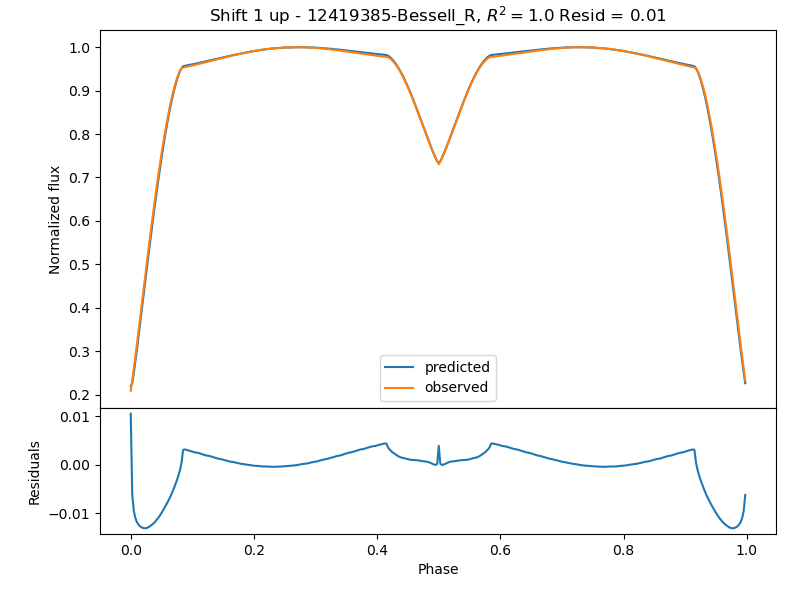 Shift 1 up - 12419385-Bessell_R, $R^2 = 1.0$ Resid = 0.01
1.0
0.9
0.8
0.7
0.6
0.5
0.4
0.3
0.2
Normalized flux
predicted
observed
0.01
0.00
−0.01
Residuals
0.0 0.2 0.4 0.6 0.8 1.0
Phase